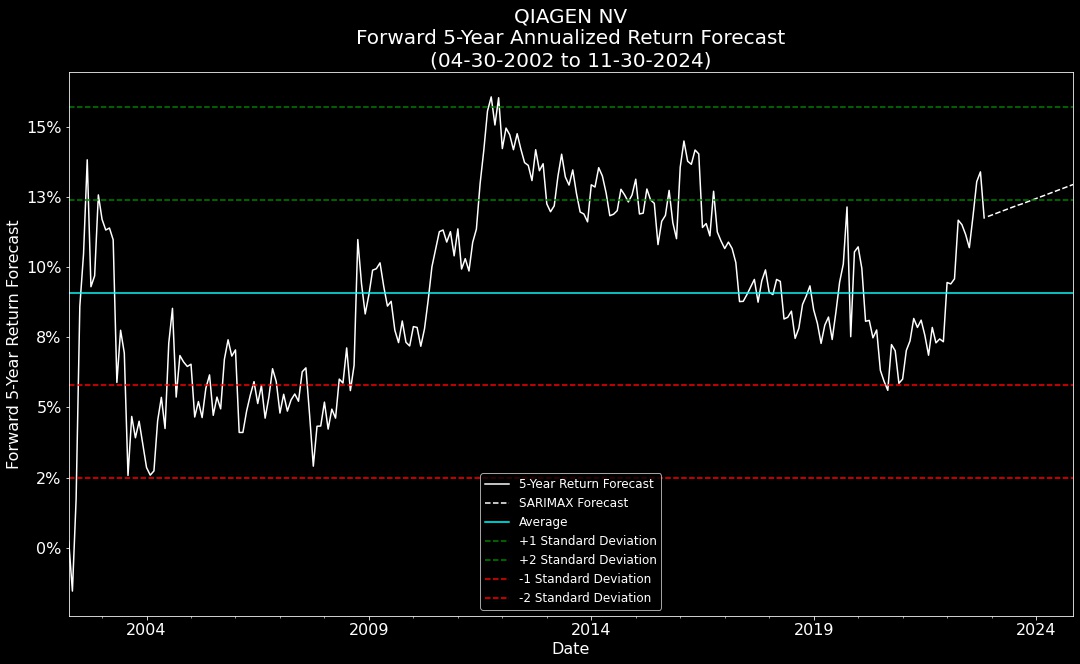 QIAGEN NV
Forward 5-Year Annualized Return Forecast
(04-30-2002 to 11-30-2024)
Forward 5-Year Return Forecast
15%
13%
10%
8%
5%
2%
0%
5-Year Return Forecast
SARIMAX Forecast
Average
+1 Standard Deviation
+2 Standard Deviation
-1 Standard Deviation
-2 Standard Deviation
2004
2009
2014
2019
2024
Date